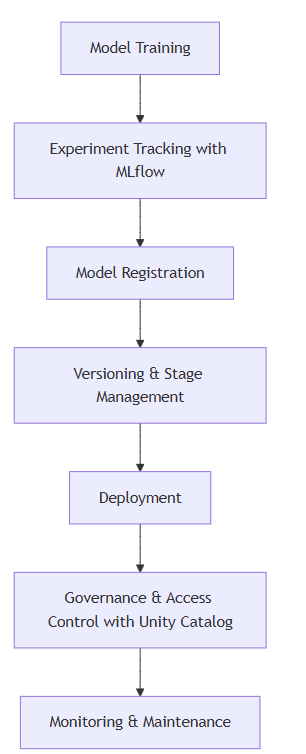 Model Training
Experiment Tracking with
MLflow
Model Registration
Versioning & Stage
Management
Deployment
Governance & Access
Control with Unity Catalog
Monitoring & Maintenance